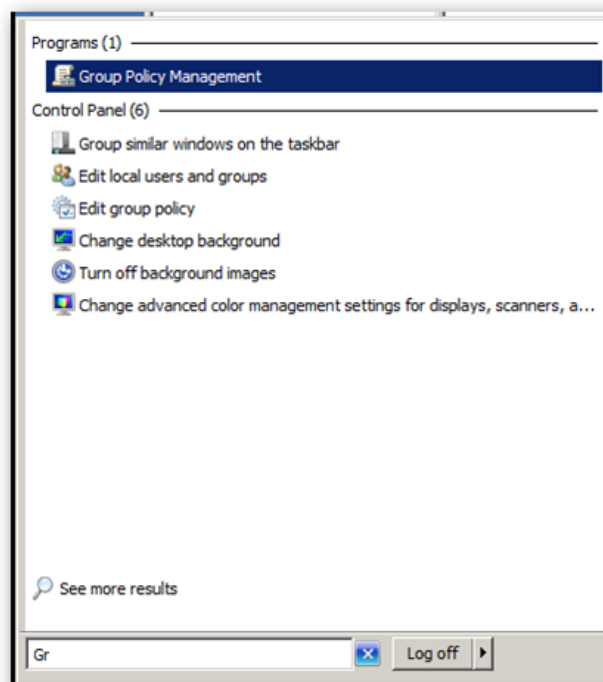 Programs (1)
Group Policy Management
Control Panel (6)
Group similar windows on the taskbar
Edit local users and groups
Edit group policy
Change desktop background
Turn off background images
Change advanced color management settings for displays, scanners, a...
See more results
Gr
Log off